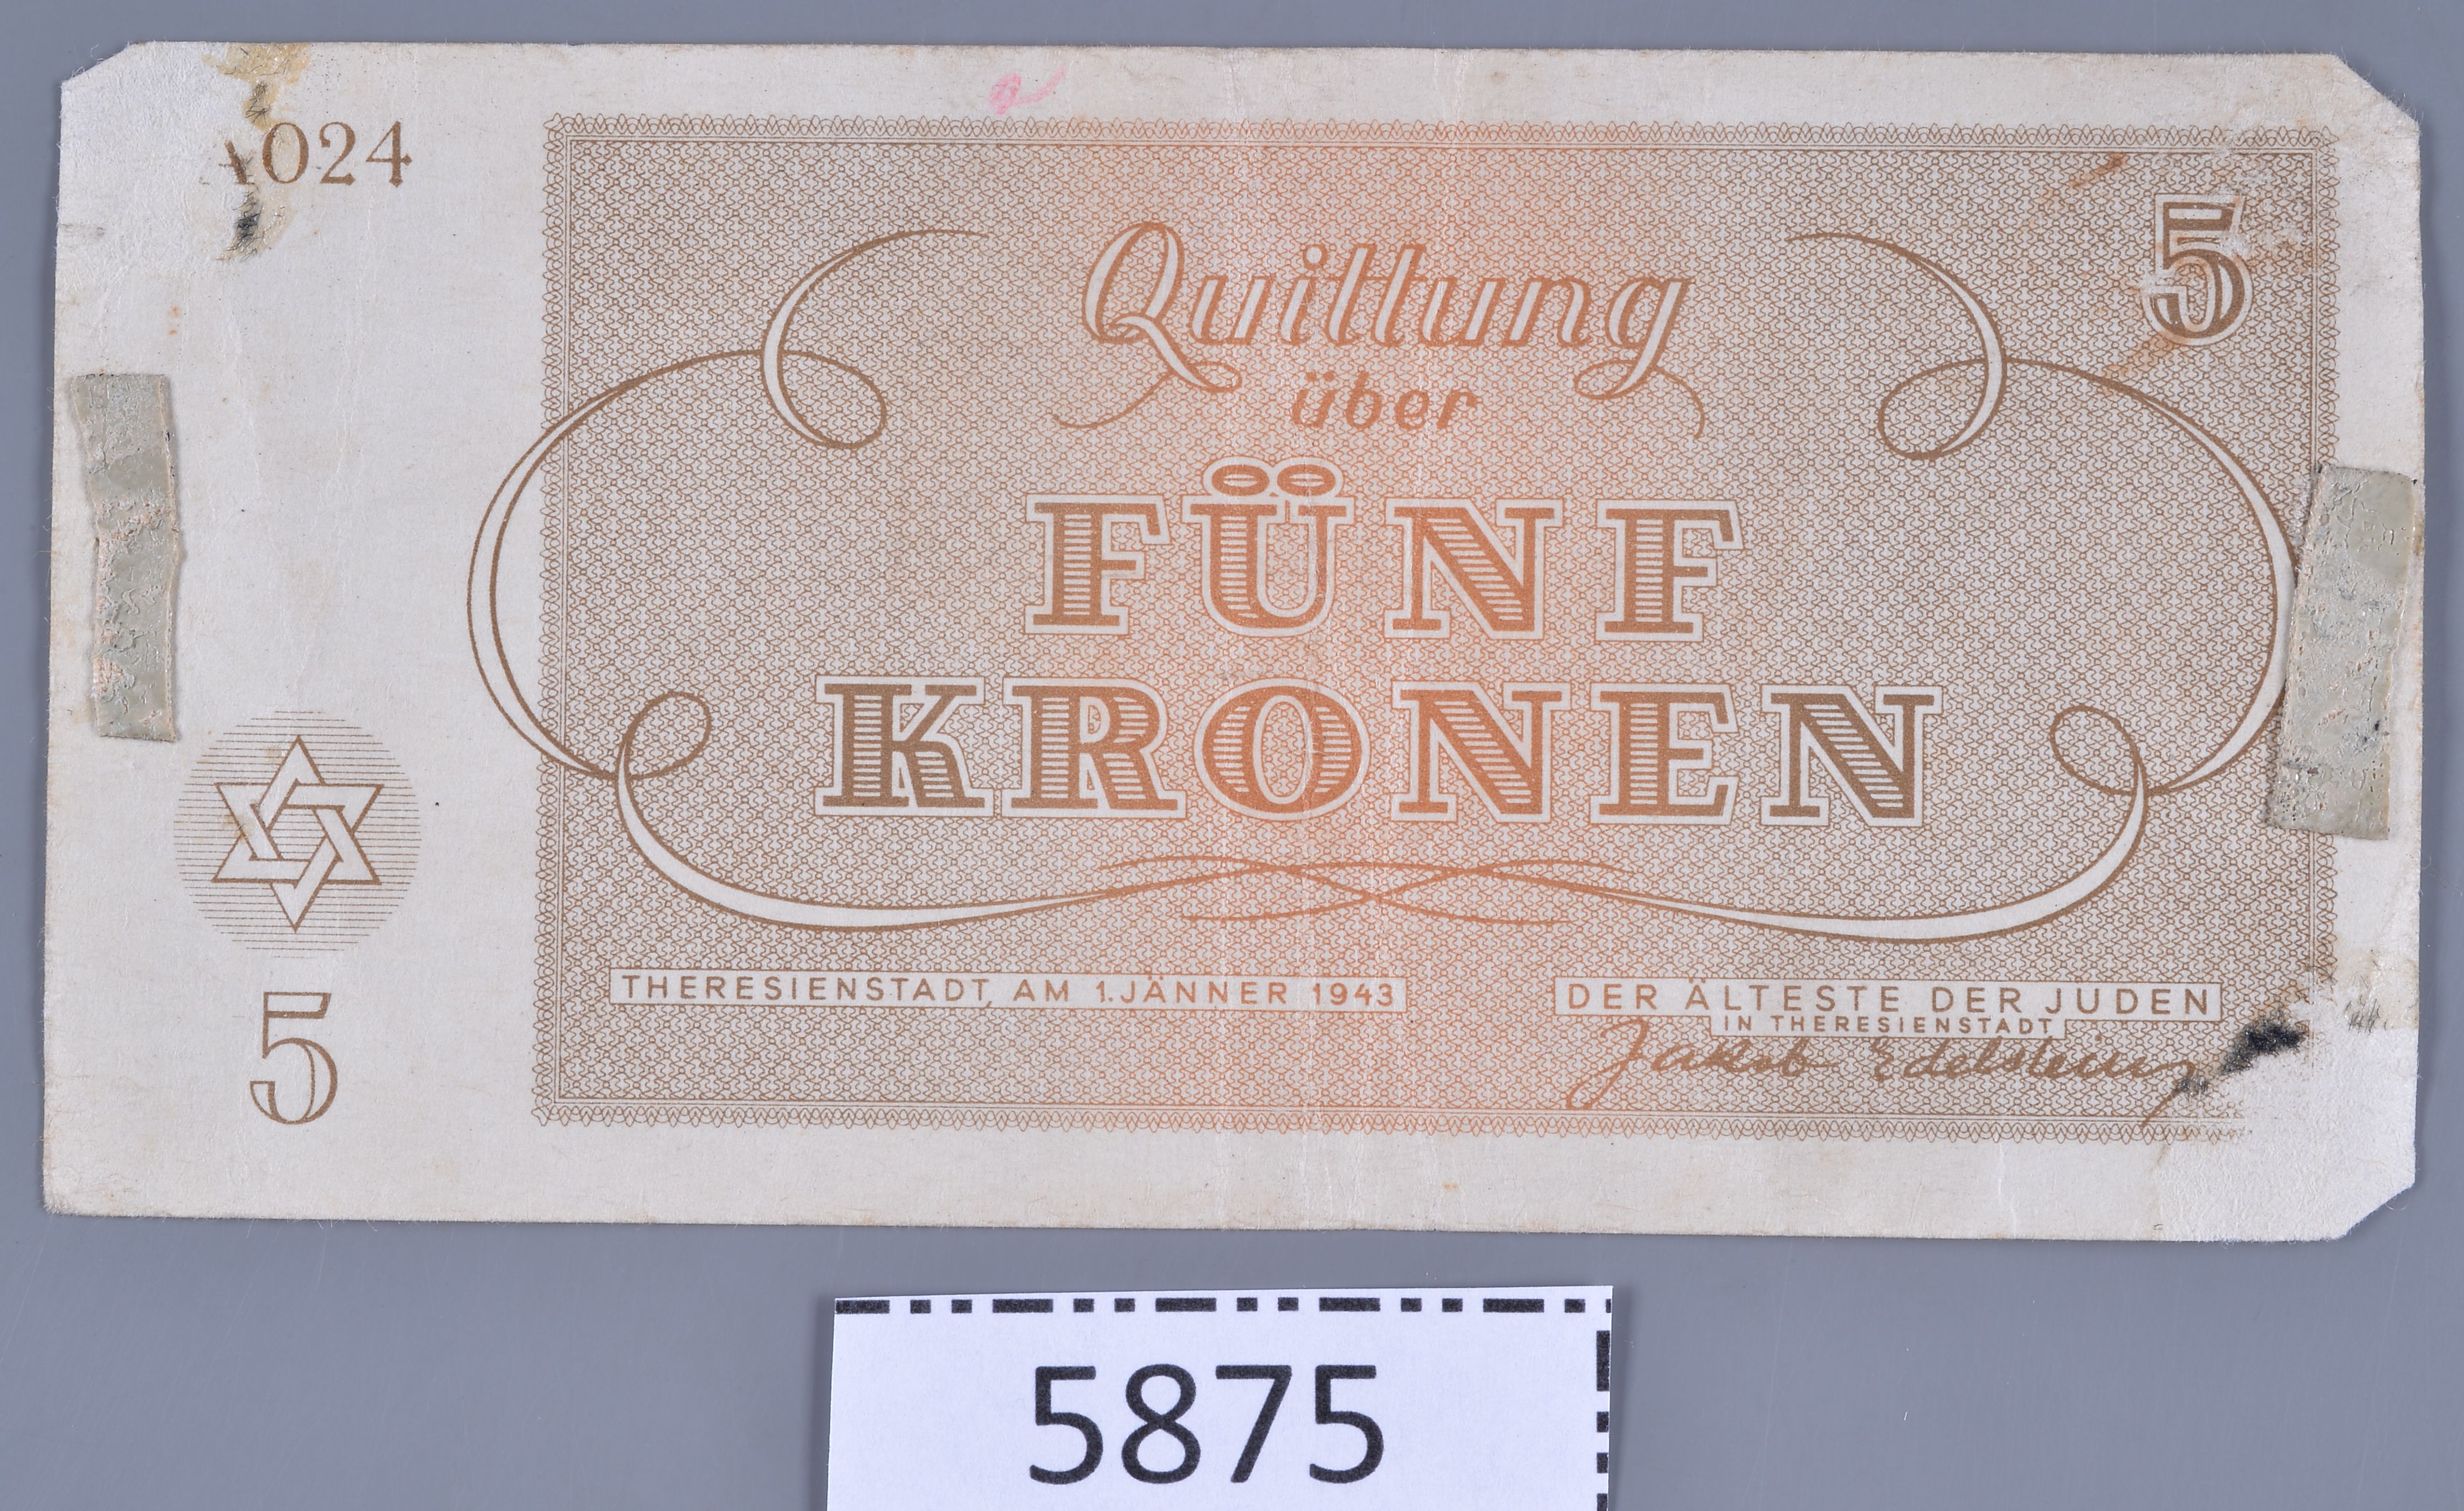 A024
5
Quittung
über
FÜNF
KRONEN
THERESIENSTADT, AM 1. JÄNNER 1943
DER ÄLTESTE DER JUDEN
IN THERESIENSTADT
Jakob Edelstein
5
5875